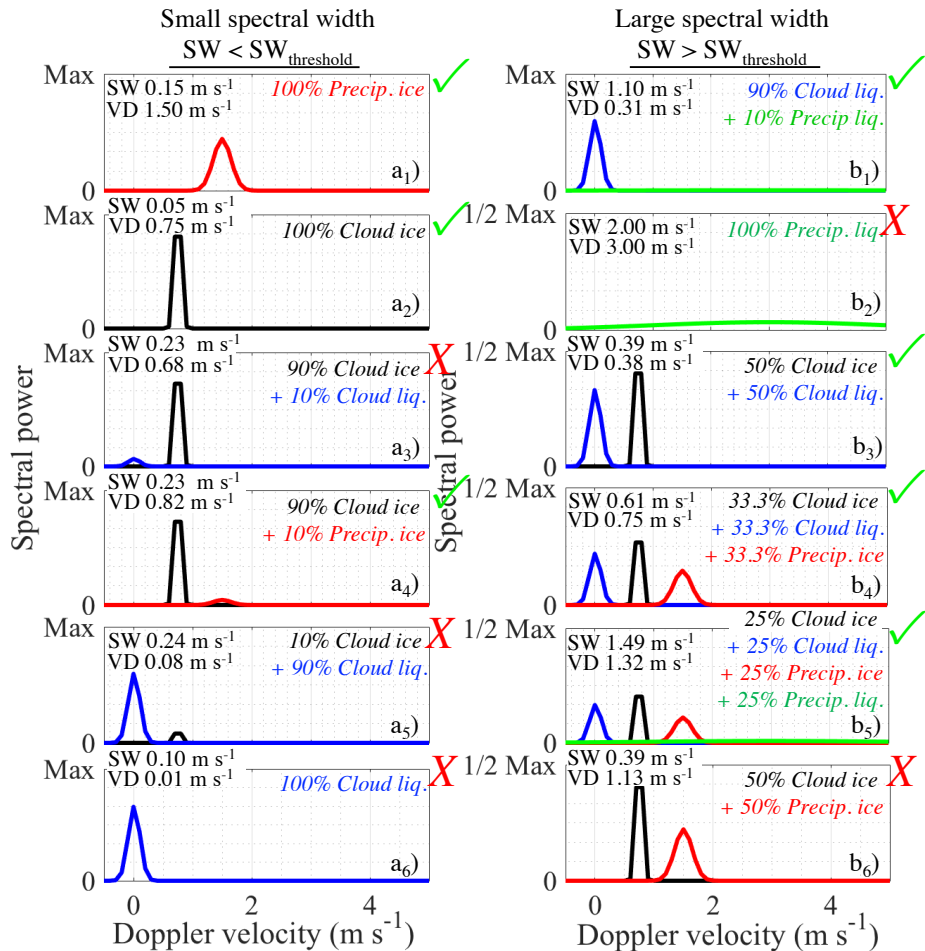 Small spectral width
SW < SW threshold
Large spectral width
SW > SW threshold
Spectral power
Max
SW 0.15 m s-1
VD 1.50 m s-1
100% Precip. ice
a1)
0
Max
SW 0.05 m s-1
VD 0.75 m s-1
100% Cloud ice
a2)
0
Max
SW 0.23 m s-1
VD 0.68 m s-1
90% Cloud ice
+ 10% Cloud liq.
X
a3)
0
Max
SW 0.23 m s-1
VD 0.82 m s-1
90% Cloud ice
+ 10% Precip. ice
a4)
0
Max
SW 0.24 m s-1
VD 0.08 m s-1
10% Cloud ice
+ 90% Cloud liq.
X
a5)
0
Max
SW 0.10 m s-1
VD 0.01 m s-1
100% Cloud liq.
X
a6)
0
0 2 4
Doppler velocity (m s-1)
Spectral power
Max
SW 1.10 m s-1
VD 0.31 m s-1
90% Cloud liq.
+ 10% Precip liq.
b1)
0
1/2 Max
SW 2.00 m s-1
VD 3.00 m s-1
100% Precip. liq.
X
b2)
0
1/2 Max
SW 0.39 m s-1
VD 0.38 m s-1
50% Cloud ice
+ 50% Cloud liq.
b3)
0
1/2 Max
SW 0.61 m s-1
VD 0.75 m s-1
33.3% Cloud ice
+ 33.3% Cloud liq.
+ 33.3% Precip. ice
b4)
0
1/2 Max
SW 1.49 m s-1
VD 1.32 m s-1
25% Cloud ice
+ 25% Cloud liq.
+ 25% Precip. ice
+ 25% Precip. liq.
b5)
0
1/2 Max
SW 0.39 m s-1
VD 1.13 m s-1
50% Cloud ice
+ 50% Precip. ice
X
b6)
0
0 2 4
Doppler velocity (m s-1)